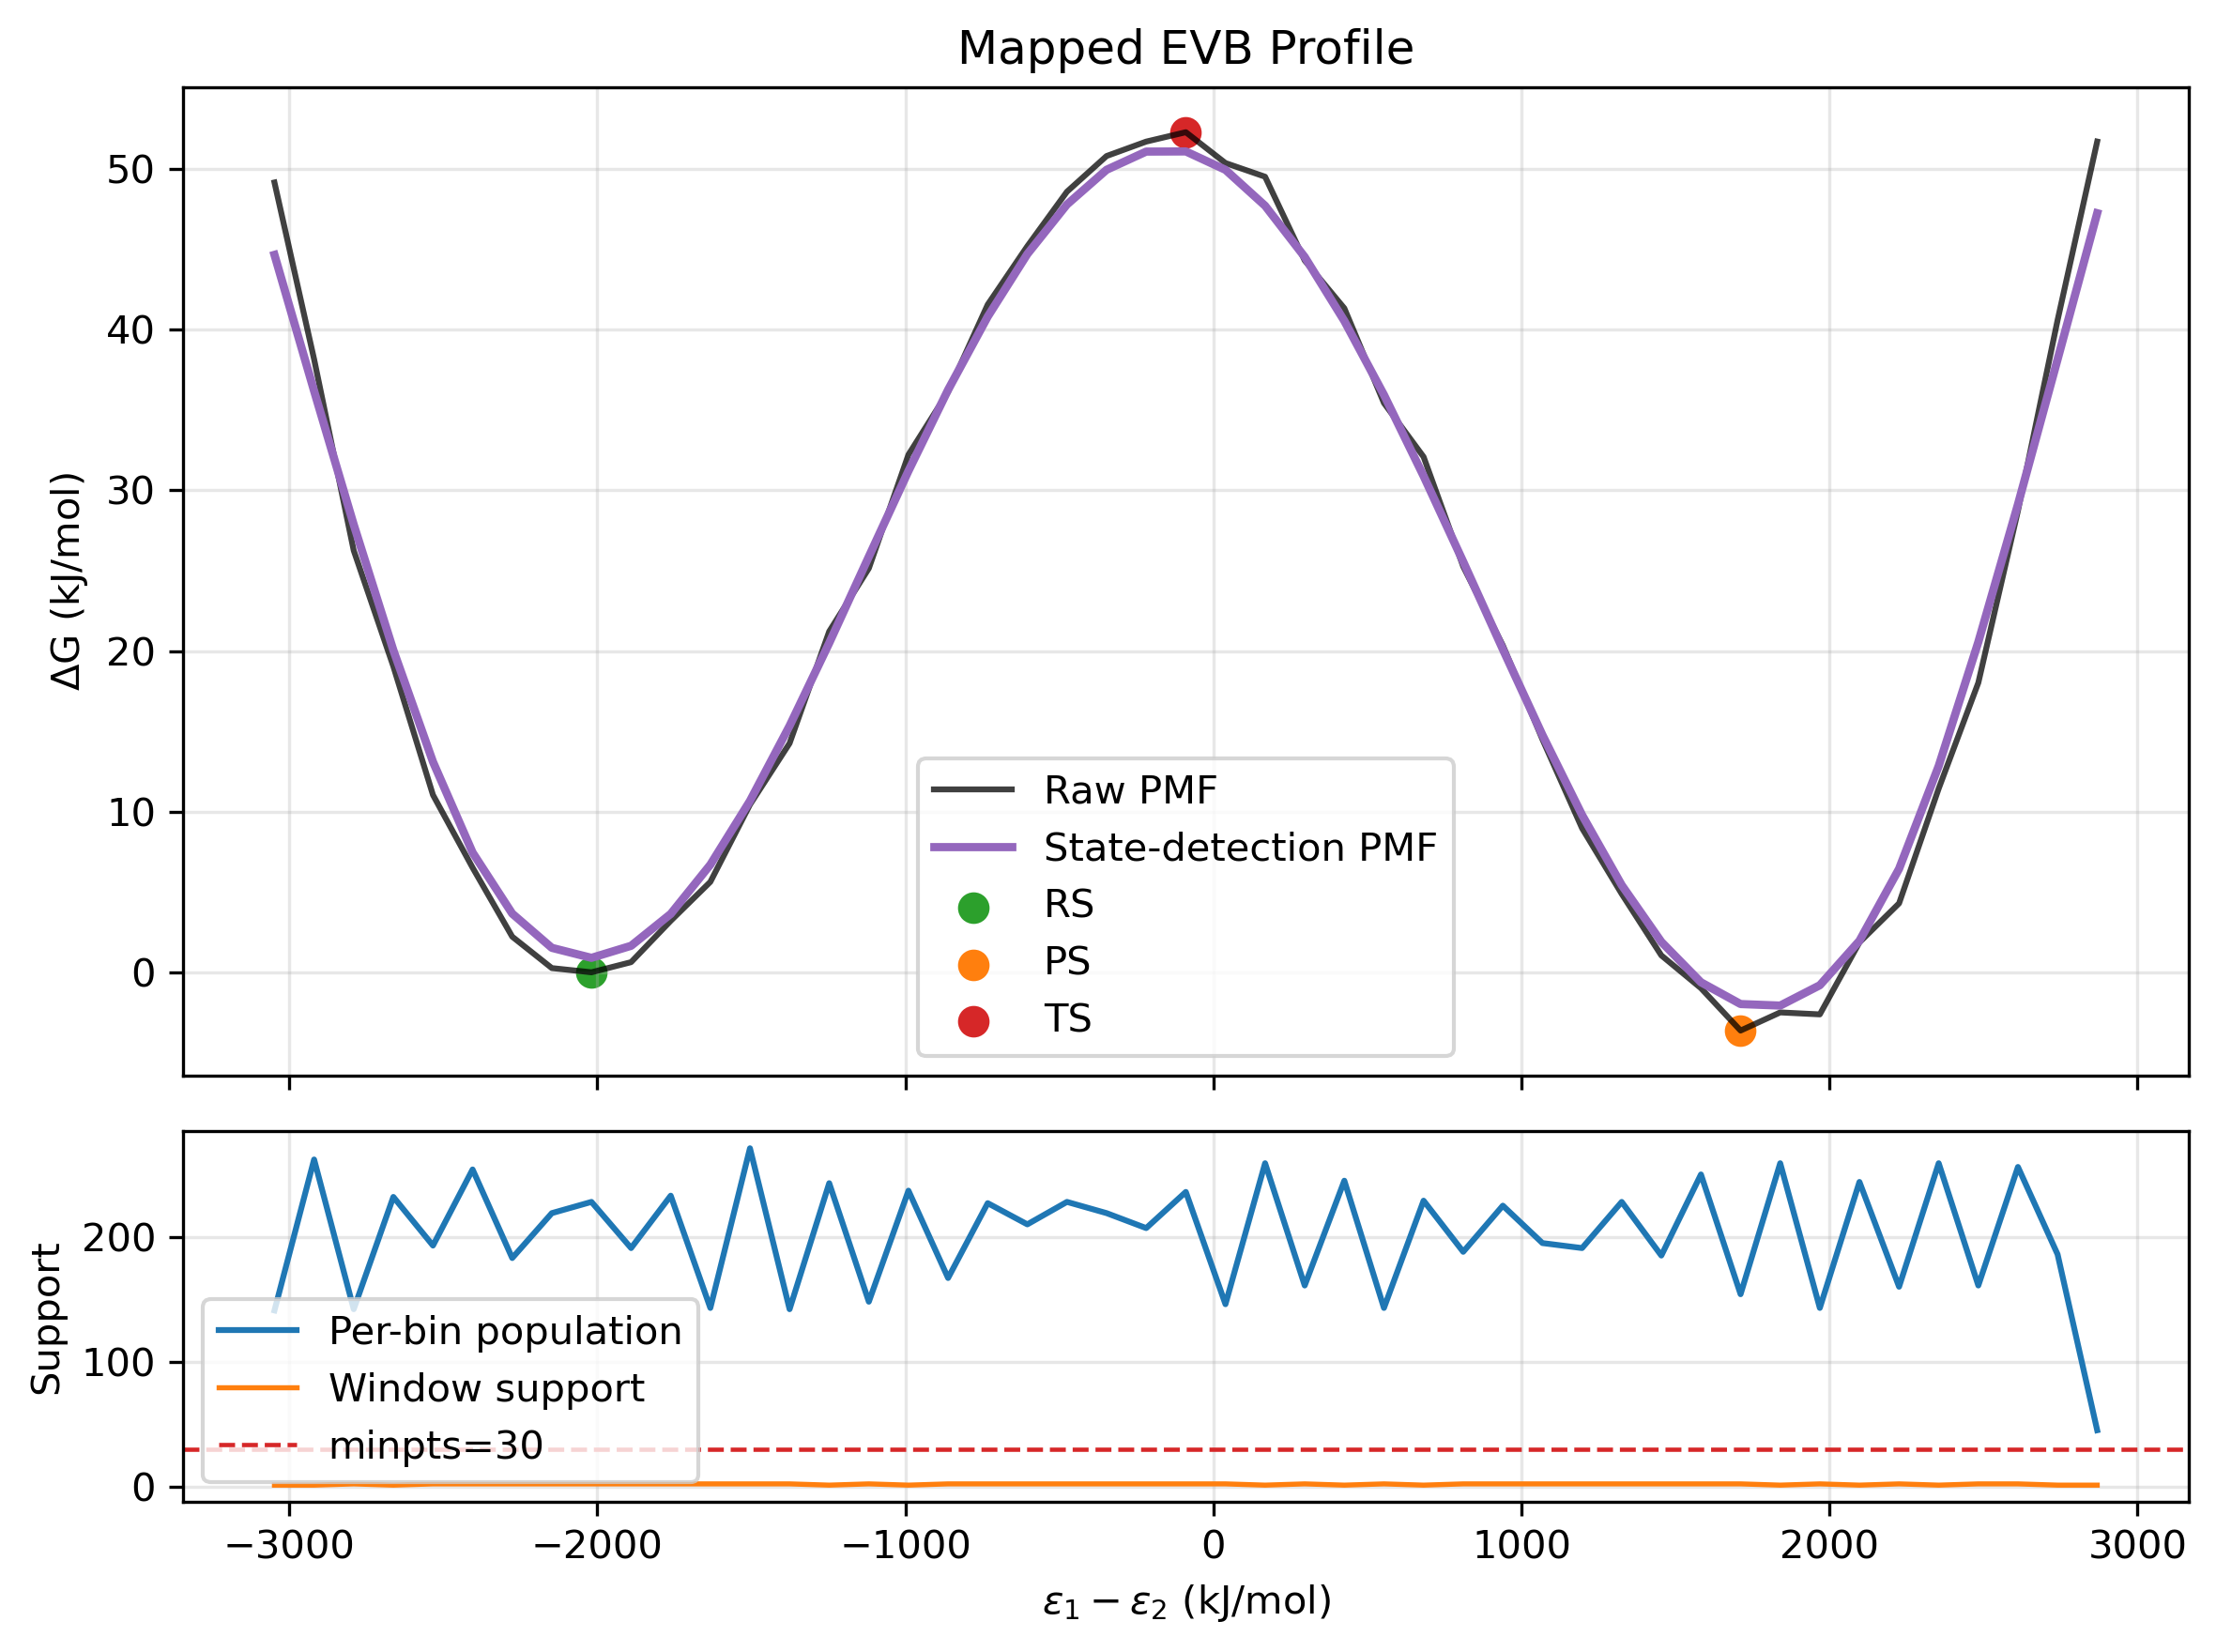 Mapped EVB Profile
ΔG (kJ/mol)
50
40
30
20
10
0
Raw PMF
State-detection PMF
RS
PS
TS
Support
200
100
0
Per-bin population
Window support
minpts=30
−3000 −2000 −1000 0 1000 2000 3000
ε₁ − ε₂ (kJ/mol)